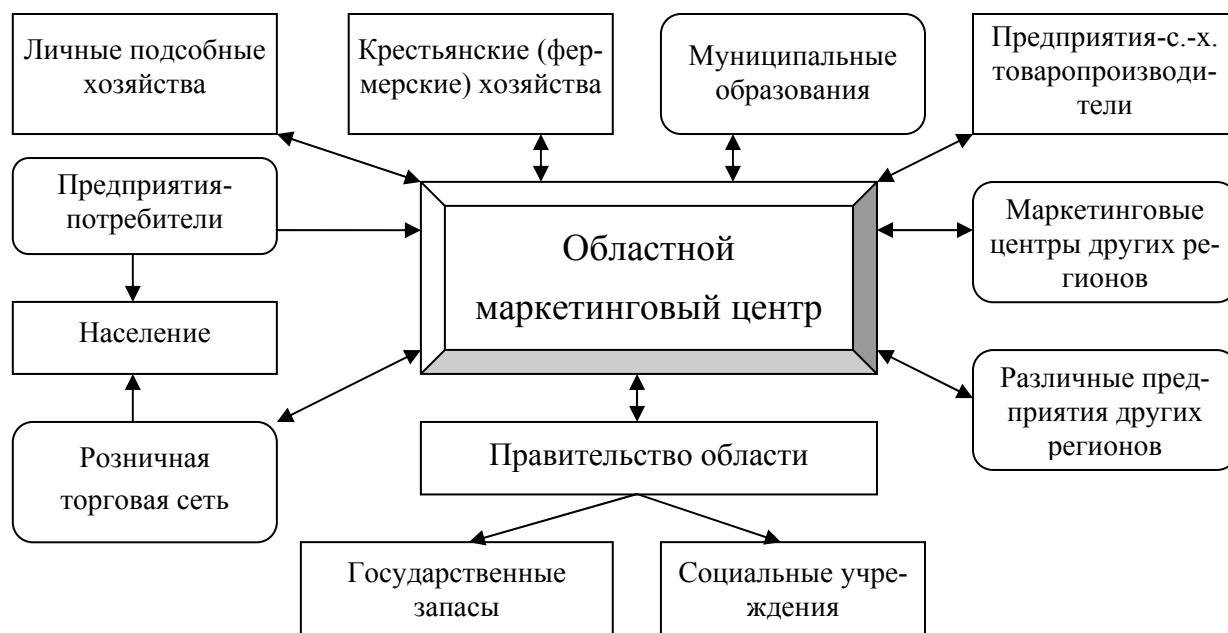 Личные подсобные
хозяйства
Крестьянские (фер-
мерские) хозяйства
Муниципальные
образования
Предприятия-с.-х.
товаропроизводи-
тели
Предприятия-
потребители
Областной
маркетинговый центр
Маркетинговые
центры других ре-
гионов
Население
Различные пред-
приятия других
регионов
Розничная
торговая сеть
Правительство области
Государственные
запасы
Социальные учре-
ждения